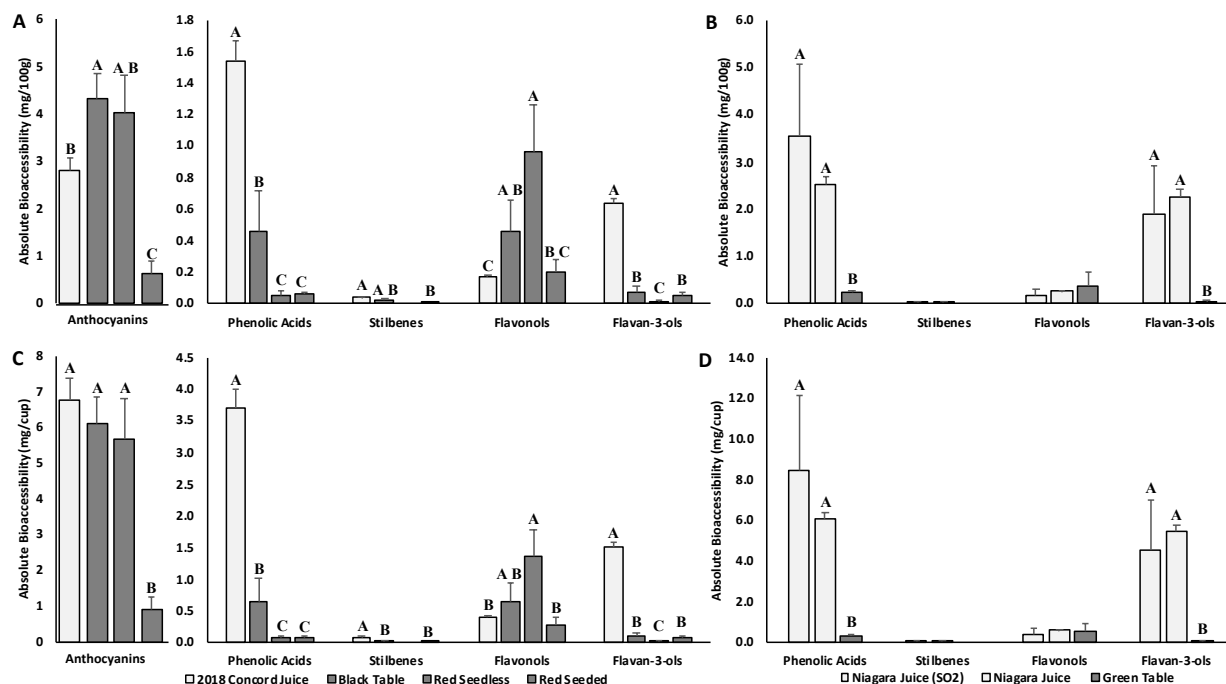 A
Absolute Bioaccessibility (mg/100g)
6
5
4
3
2
1
0
B
A
A B
C
Anthocyanins
1.8
1.6
1.4
1.2
1.0
0.8
0.6
0.4
0.2
0.0
A
B
C C
A A B B
C
A B
A
B C
A
B
C
B
Phenolic Acids Stilbenes Flavonols Flavan-3-ols
B
Absolute Bioaccessibility (mg/100g)
6.0
5.0
4.0
3.0
2.0
1.0
0.0
A
A
B
A
A
B
Phenolic Acids Stilbenes Flavonols Flavan-3-ols
C
Absolute Bioaccessibility (mg/cup)
8
7
6
5
4
3
2
1
0
A
A
A
B
Anthocyanins
4.5
4.0
3.5
3.0
2.5
2.0
1.5
1.0
0.5
0.0
A
B
C C
A B B
B
A B
A
B
A
B
C
B
Phenolic Acids Stilbenes Flavonols Flavan-3-ols
2018 Concord Juice Black Table Red Seedless Red Seeded
D
Absolute Bioaccessibility (mg/cup)
14.0
12.0
10.0
8.0
6.0
4.0
2.0
0.0
A
A
B
A
A
B
Phenolic Acids Stilbenes Flavonols Flavan-3-ols
Niagara Juice (SO2) Niagara Juice Green Table